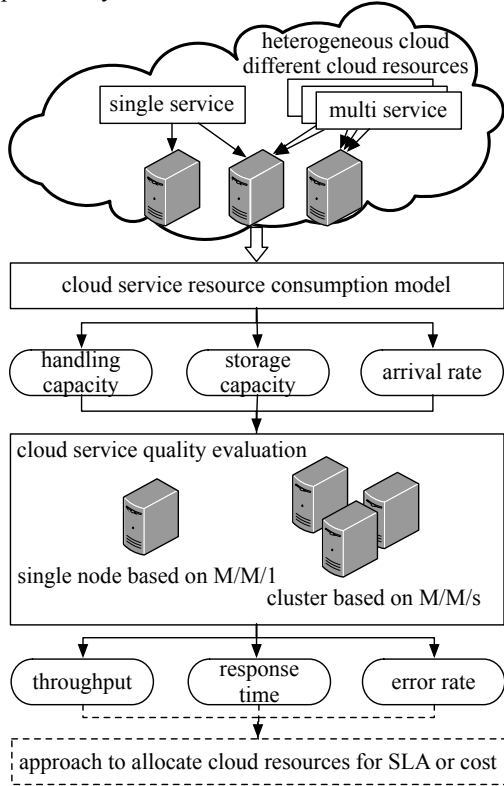 heterogeneous cloud
different cloud resources
single service
multi service
cloud service resource consumption model
handling
capacity
storage
capacity
arrival rate
cloud service quality evaluation
single node based on M/M/1
cluster based on M/M/s
throughput
response
time
error rate
approach to allocate cloud resources for SLA or cost